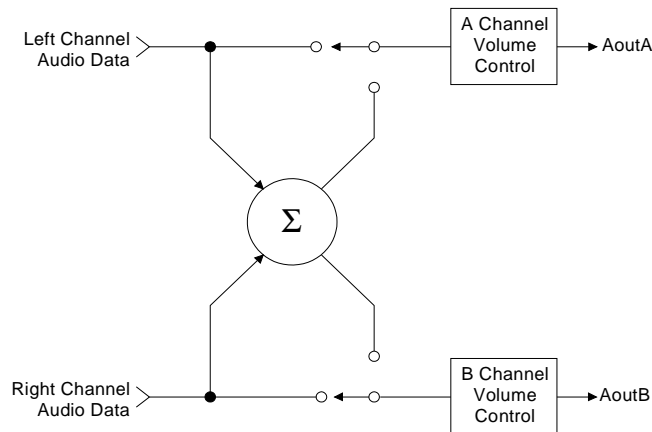 Left Channel
Audio Data
A Channel
Volume
Control
AoutA
Σ
Right Channel
Audio Data
B Channel
Volume
Control
AoutB